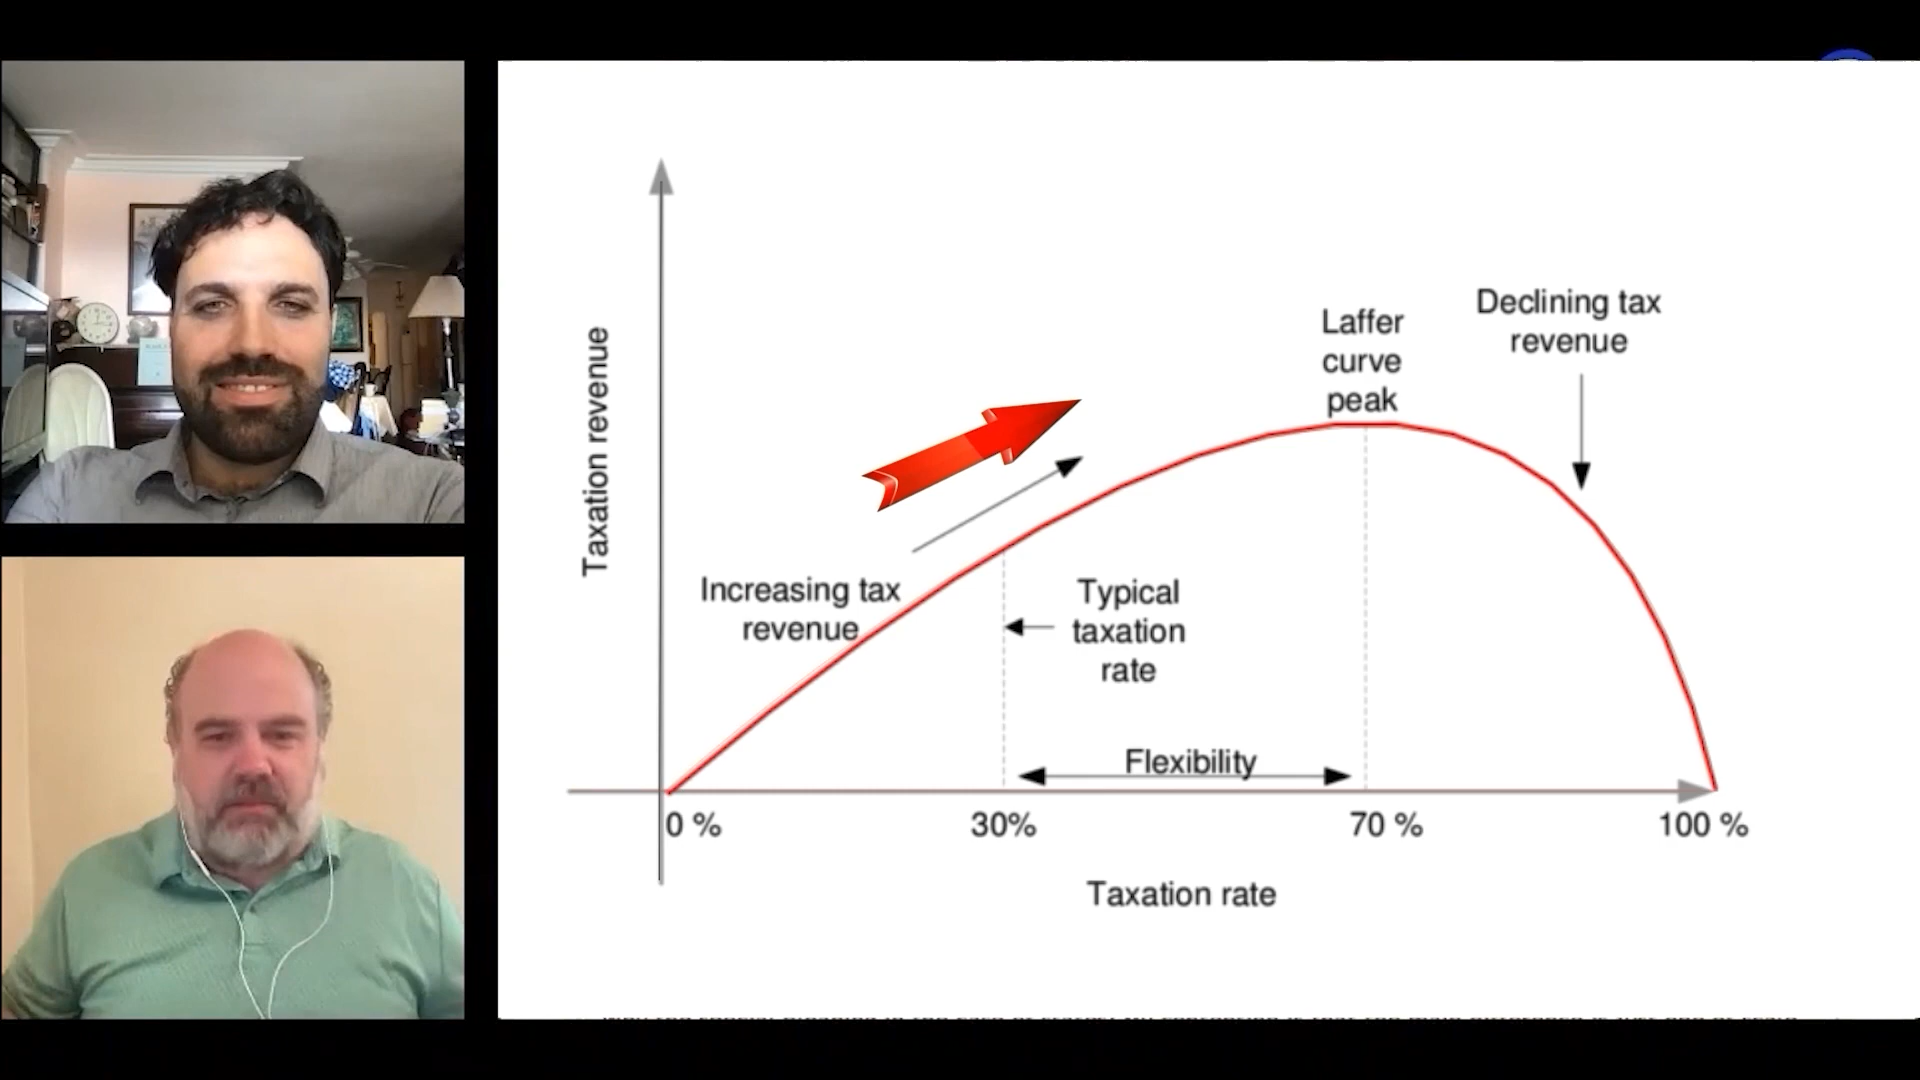 Taxation revenue
Laffer
curve
peak
Declining tax
revenue
Increasing tax
revenue
Typical
taxation
rate
Flexibility
0 %
30%
70 %
100 %
Taxation rate